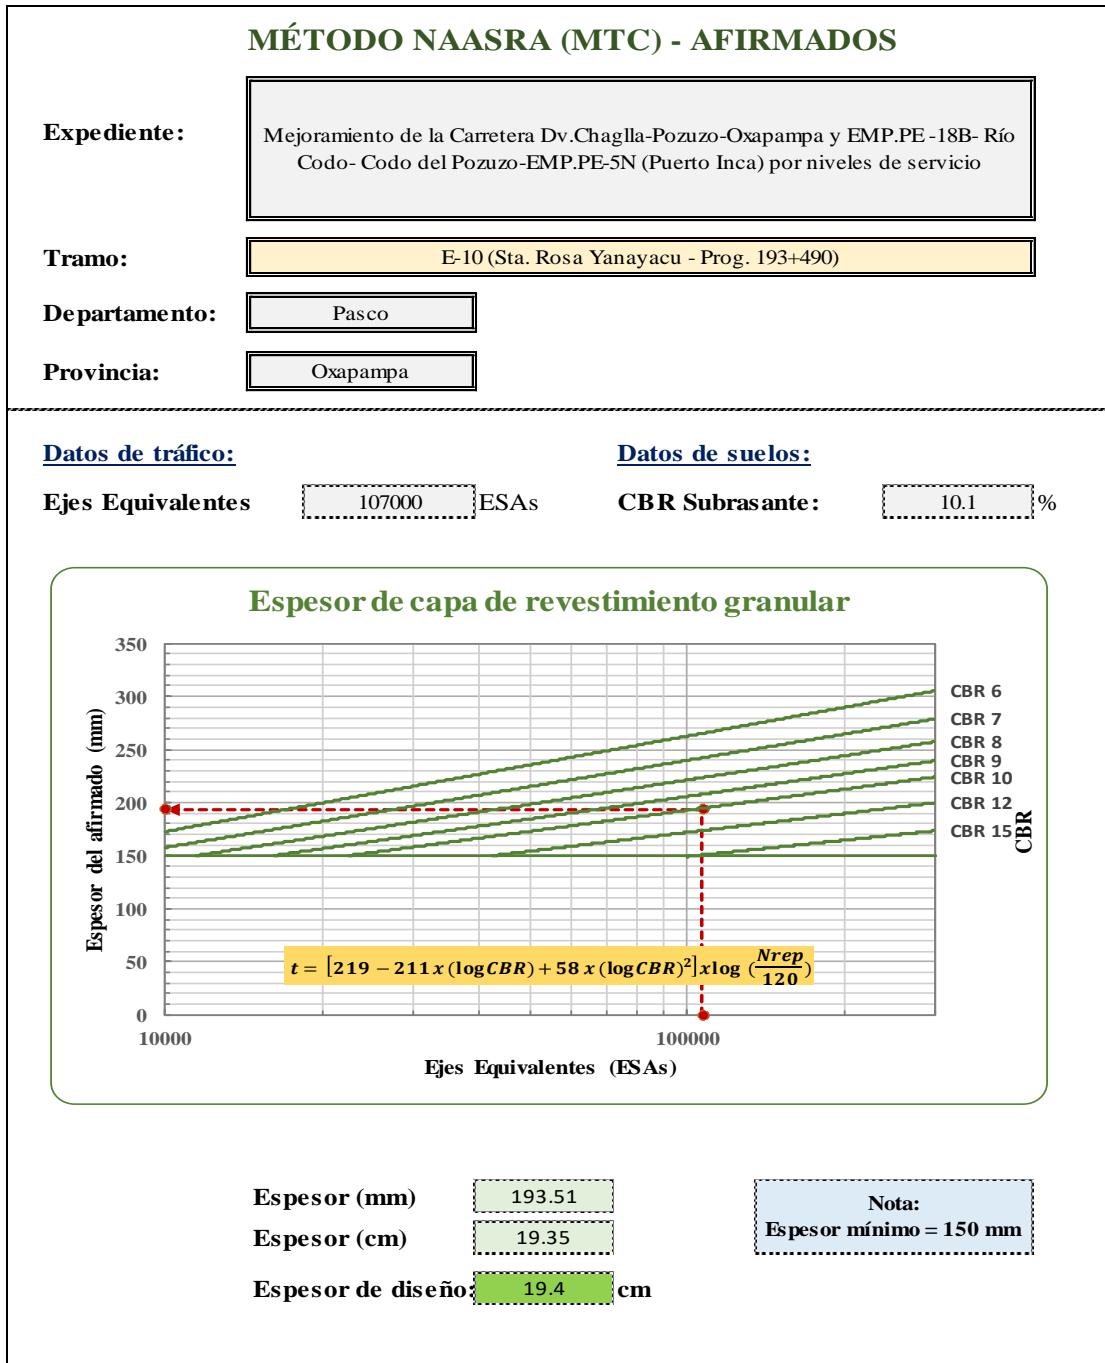 MÉTODO NAASRA (MTC) - AFIRMADOS
Expediente:
Mejoramiento de la Carretera Dv.Chaglla-Pozuzo-Oxapampa y EMP.PE -18B- Río
Codo- Codo del Pozuzo-EMP.PE-5N (Puerto Inca) por niveles de servicio
Tramo:
E-10 (Sta. Rosa Yanayacu - Prog. 193+490)
Departamento:
Pasco
Provincia:
Oxapampa
Datos de tráfico:
Datos de suelos:
Ejes Equivalentes 107000 ESAs
CBR Subrasante: 10.1 %
Espesor de capa de revestimiento granular
Espesor del afirmado (mm)
350
300
250
200
150
100
50
0
10000
100000
Ejes Equivalentes (ESAs)
CBR 6
CBR 7
CBR 8
CBR 9
CBR 10
CBR 12
CBR 15
CBR
t = [219 − 211 x (logCBR) + 58 x (logCBR)²]x log (Nrep/120)
Espesor (mm) 193.51
Espesor (cm) 19.35
Espesor de diseño: 19.4 cm
Nota:
Espesor mínimo = 150 mm